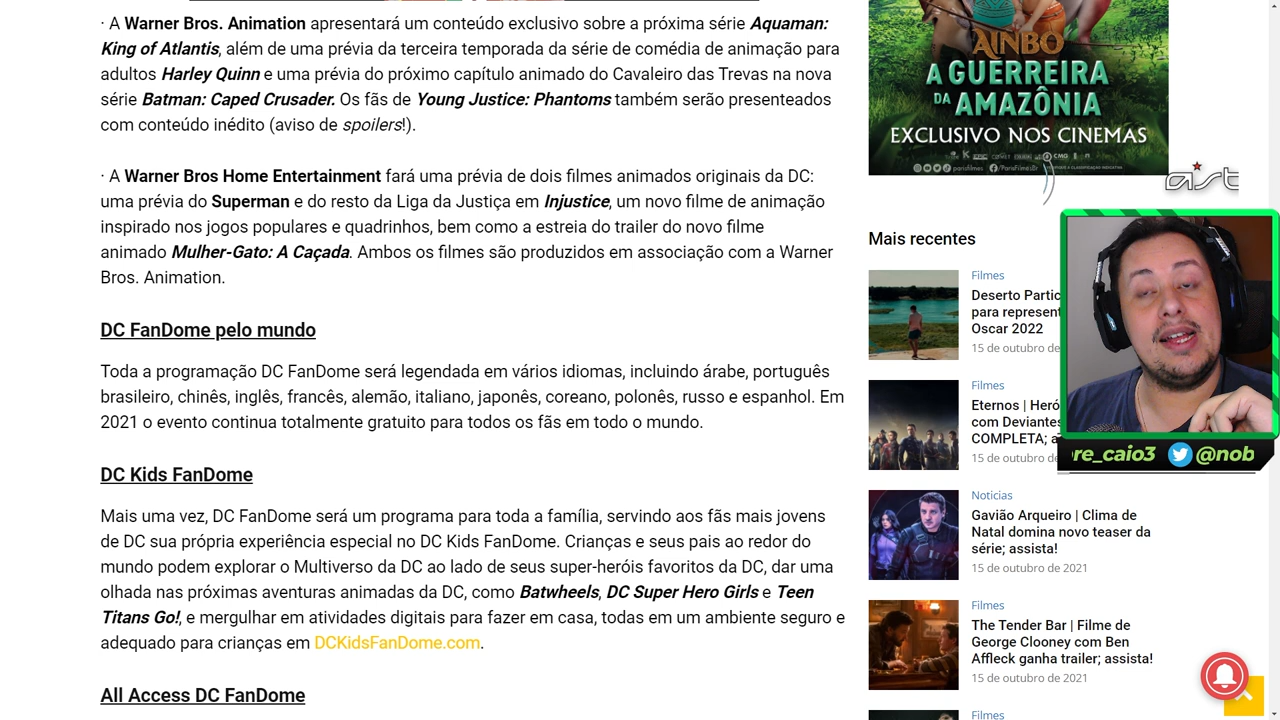 · A Warner Bros. Animation apresentará um conteúdo exclusivo sobre a próxima série Aquaman:
King of Atlantis, além de uma prévia da terceira temporada da série de comédia de animação para
adultos Harley Quinn e uma prévia do próximo capítulo animado do Cavaleiro das Trevas na nova
série Batman: Caped Crusader. Os fãs de Young Justice: Phantoms também serão presenteados
com conteúdo inédito (aviso de spoilers!).
· A Warner Bros Home Entertainment fará uma prévia de dois filmes animados originais da DC:
uma prévia do Superman e do resto da Liga da Justiça em Injustice, um novo filme de animação
inspirado nos jogos populares e quadrinhos, bem como a estreia do trailer do novo filme
animado Mulher-Gato: A Caçada. Ambos os filmes são produzidos em associação com a Warner
Bros. Animation.
DC FanDome pelo mundo
Toda a programação DC FanDome será legendada em vários idiomas, incluindo árabe, português
brasileiro, chinês, inglês, francês, alemão, italiano, japonês, coreano, polonês, russo e espanhol. Em
2021 o evento continua totalmente gratuito para todos os fãs em todo o mundo.
DC Kids FanDome
Mais uma vez, DC FanDome será um programa para toda a família, servindo aos fãs mais jovens
de DC sua própria experiência especial no DC Kids FanDome. Crianças e seus pais ao redor do
mundo podem explorar o Multiverso da DC ao lado de seus super-heróis favoritos da DC, dar uma
olhada nas próximas aventuras animadas da DC, como Batwheels, DC Super Hero Girls e Teen
Titans Go!, e mergulhar em atividades digitais para fazer em casa, todas em um ambiente seguro e
adequado para crianças em DCKidsFanDome.com.
All Access DC FanDome
AINBO
A GUERREIRA
DA AMAZÔNIA
EXCLUSIVO NOS CINEMAS
parisfilmes /ParisFilmesBr
Mais recentes
Filmes
Deserto Partic
para represent
Oscar 2022
15 de outubro de
Filmes
Eternos | Heró
com Deviantes
COMPLETA; a
15 de outubro de
Noticias
Gavião Arqueiro | Clima de
Natal domina novo teaser da
série; assista!
15 de outubro de 2021
Filmes
The Tender Bar | Filme de
George Clooney com Ben
Affleck ganha trailer; assista!
15 de outubro de 2021
Filmes
re_caio3 @nob